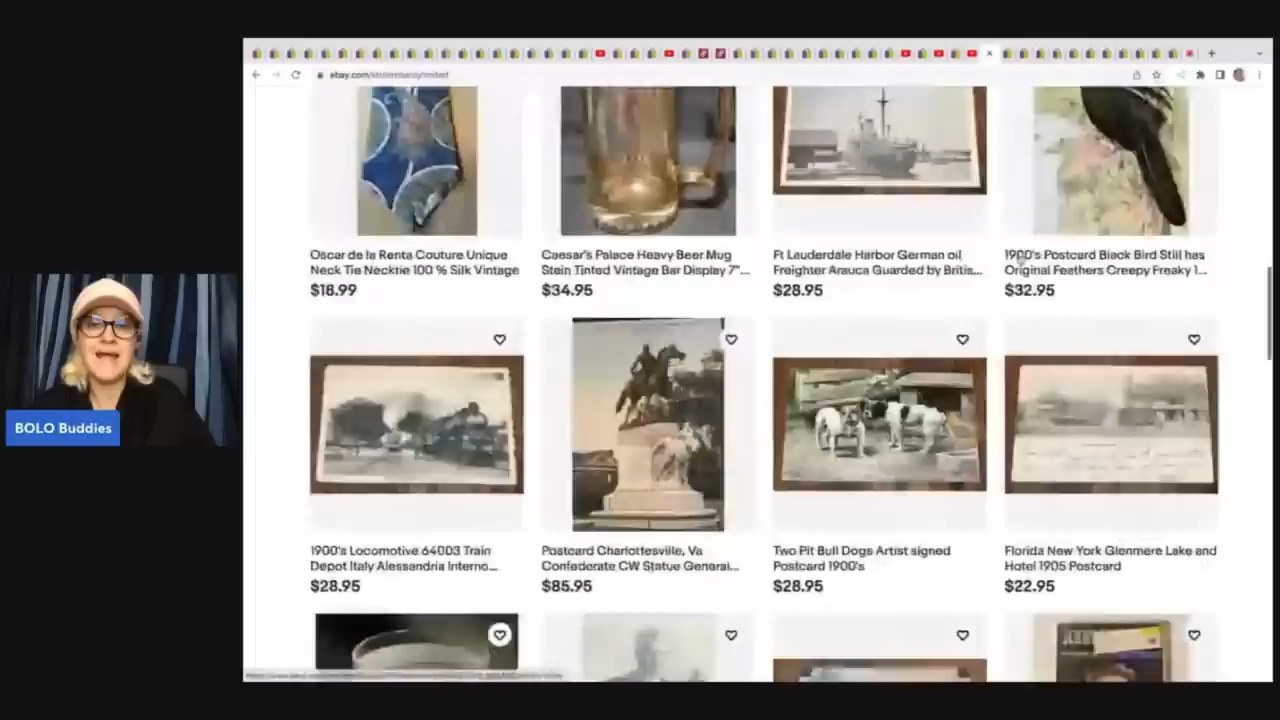 Oscar de la Renta Couture Unique
Neck Tie Necktie 100 % Silk Vintage
$18.99
Caesar's Palace Heavy Beer Mug
Stein Tinted Vintage Bar Display 7"...
$34.95
Ft Lauderdale Harbor German oil
Freighter Arauca Guarded by Britis...
$28.95
1900's Postcard Black Bird Still has
Original Feathers Creepy Freaky 1...
$32.95
BOLO Buddies
1900's Locomotive 64003 Train
Depot Italy Alessandria Interno...
$28.95
Postcard Charlottesville, Va
Confederate CW Statue General...
$85.95
Two Pit Bull Dogs Artist signed
Postcard 1900's
$28.95
Florida New York Glenmere Lake and
Hotel 1905 Postcard
$22.95